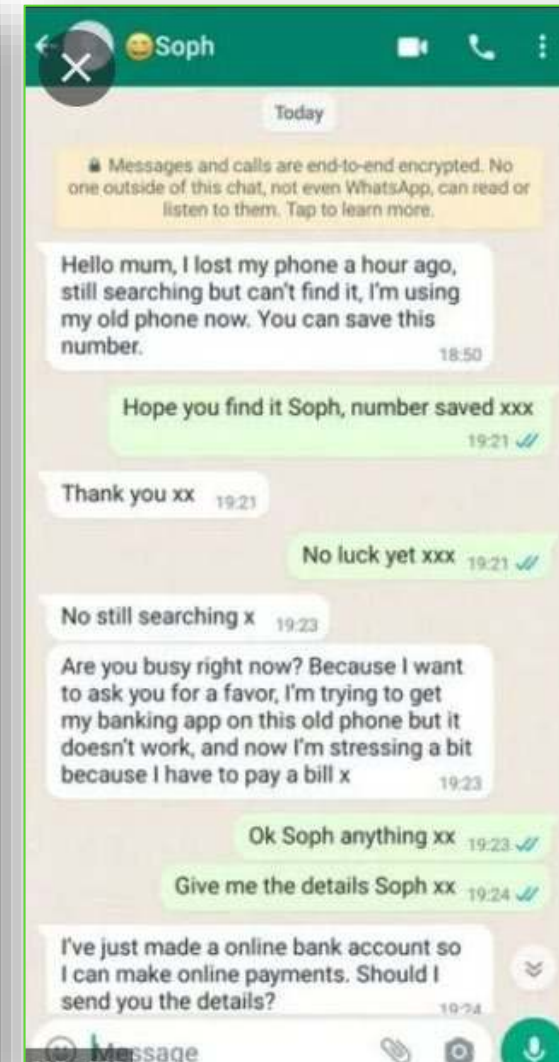 Soph
Today
Messages and calls are end-to-end encrypted. No
one outside of this chat, not even WhatsApp, can read or
listen to them. Tap to learn more.
Hello mum, I lost my phone a hour ago,
still searching but can't find it, I'm using
my old phone now. You can save this
number.
18:50
Hope you find it Soph, number saved xxx
19:21
Thank you xx 19:21
No luck yet xxx 19:21
No still searching x 19:23
Are you busy right now? Because I want
to ask you for a favor, I'm trying to get
my banking app on this old phone but it
doesn't work, and now I'm stressing a bit
because I have to pay a bill x
19:23
Ok Soph anything xx 19:23
Give me the details Soph xx 19:24
I've just made a online bank account so
I can make online payments. Should I
send you the details?
19:24
Message